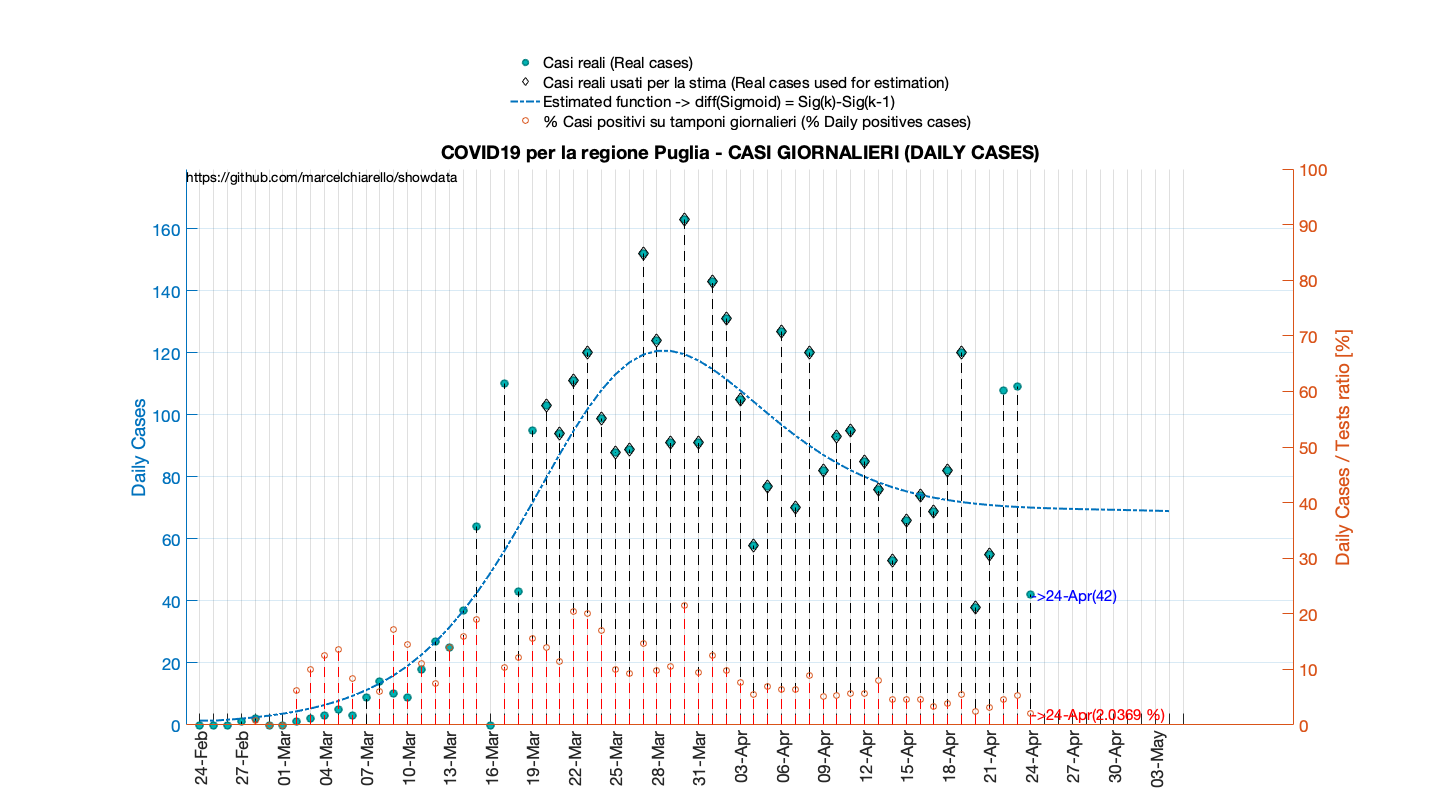 Casi reali (Real cases)
Casi reali usati per la stima (Real cases used for estimation)
Estimated function -> diff(Sigmoid) = Sig(k)-Sig(k-1)
% Casi positivi su tamponi giornalieri (% Daily positives cases)
COVID19 per la regione Puglia - CASI GIORNALIERI (DAILY CASES)
https://github.com/marcelchiarello/showdata
Daily Cases
160
140
120
100
80
60
40
20
0
100
90
80
70
60
50
40
30
20
10
0
Daily Cases / Tests ratio [%]
->24-Apr(42)
->24-Apr(2.0369 %)
24-Feb
27-Feb
01-Mar
04-Mar
07-Mar
10-Mar
13-Mar
16-Mar
19-Mar
22-Mar
25-Mar
28-Mar
31-Mar
03-Apr
06-Apr
09-Apr
12-Apr
15-Apr
18-Apr
21-Apr
24-Apr
27-Apr
30-Apr
03-May